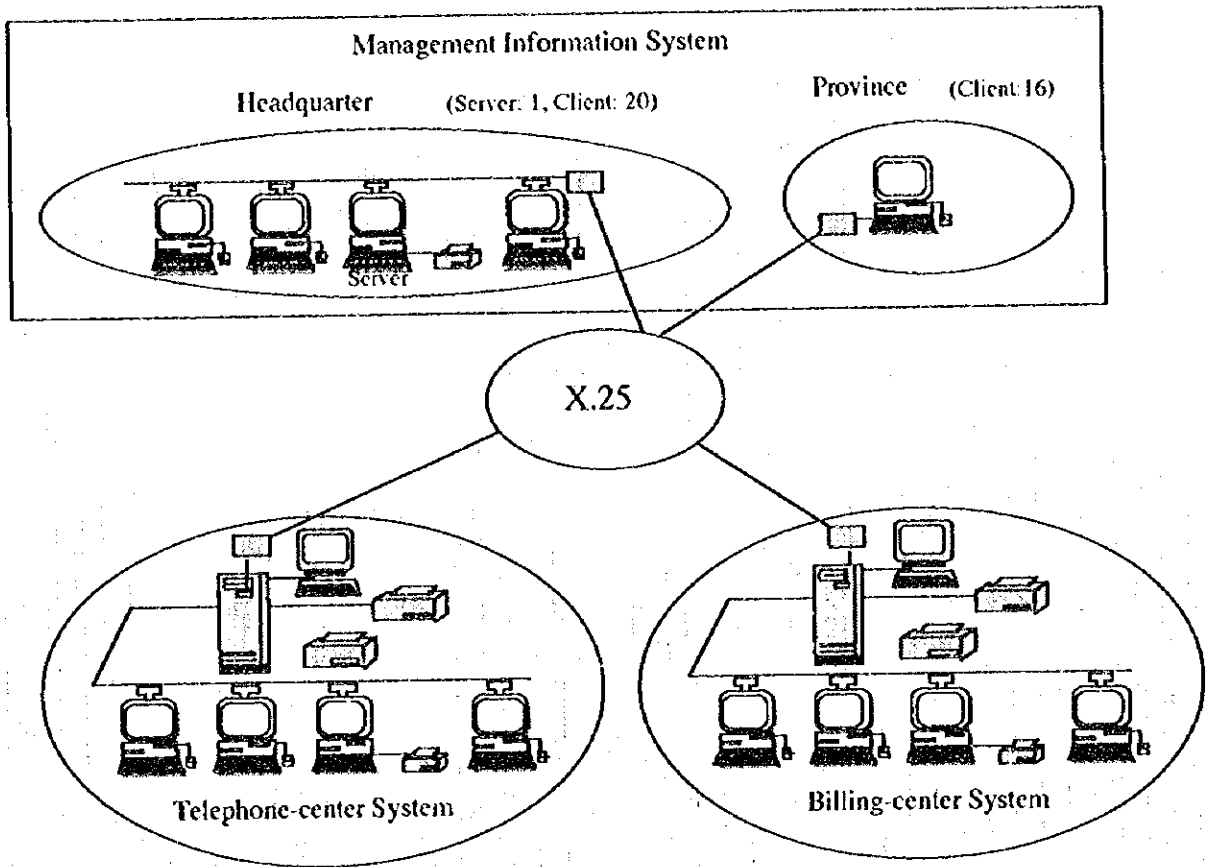 Management Information System
Headquarter (Server: 1, Client: 20)
Province (Client:16)
Server
X.25
Telephone-center System
Billing-center System